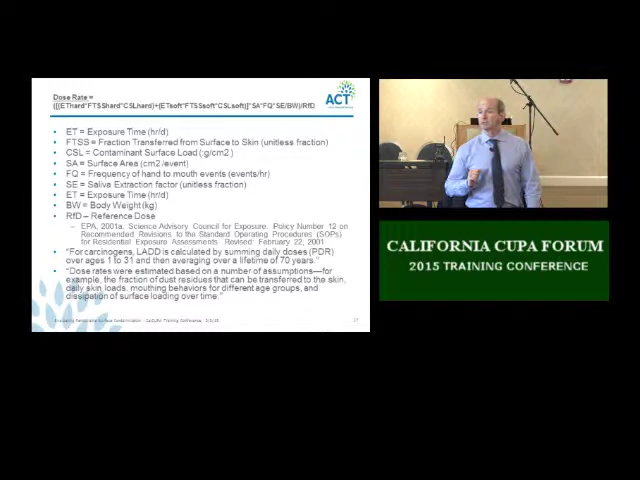 Dose Rate =
([(EThard*FTSShard*CSLhard)+(ETsoft*FTSSsoft*CSLsoft)]*SA*FQ*SE/BW)/RfD
ACT
• ET = Exposure Time (hr/d)
• FTSS = Fraction Transferred from Surface to Skin (unitless fraction)
• CSL = Contaminant Surface Load (:g/cm2 )
• SA = Surface Area (cm2 /event)
• FQ = Frequency of hand to mouth events (events/hr)
• SE = Saliva Extraction factor (unitless fraction)
• ET = Exposure Time (hr/d)
• BW = Body Weight (kg)
• RfD – Reference Dose
– EPA, 2001a. Science Advisory Council for Exposure, Policy Number 12 on
Recommended Revisions to the Standard Operating Procedures (SOPs)
for Residential Exposure Assessments Revised: February 22, 2001
• "For carcinogens, LADD is calculated by summing daily doses (PDR)
over ages 1 to 31 and then averaging over a lifetime of 70 years."
• "Dose rates were estimated based on a number of assumptions—for
example, the fraction of dust residues that can be transferred to the skin,
daily skin loads, mouthing behaviors for different age groups, and
dissipation of surface loading over time."
Training Conference
CALIFORNIA CUPA FORUM
2015 TRAINING CONFERENCE